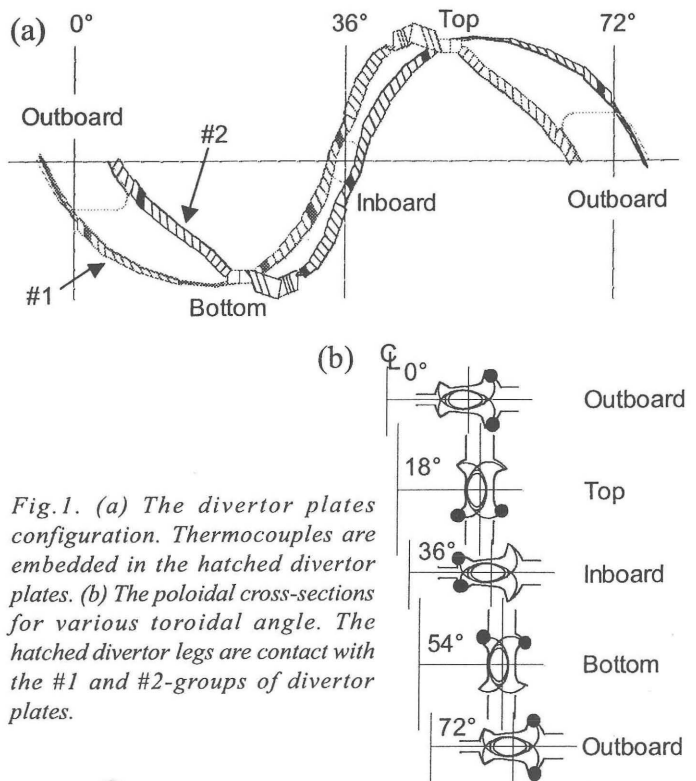 (a)
0°
36°
Top
72°
Outboard
#2
Inboard
Outboard
#1
Bottom
(b)
℄
0°
Outboard
18°
Top
36°
Inboard
54°
Bottom
72°
Outboard
Fig.1. (a) The divertor plates
configuration. Thermocouples are
embedded in the hatched divertor
plates. (b) The poloidal cross-sections
for various toroidal angle. The
hatched divertor legs are contact with
the #1 and #2-groups of divertor
plates.